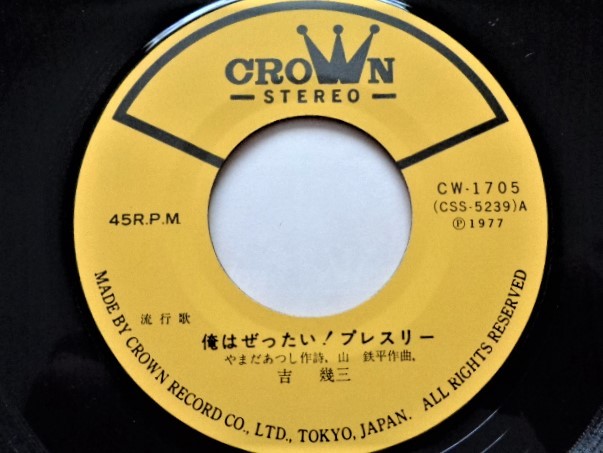 CROWN
STEREO
45R.P.M.
CW-1705
(CSS-5239)A
Ⓟ1977
流行歌
俺はぜったい!プレスリー
やまだあつし作詩、山 鉄平作曲、
吉 幾三
MADE BY CROWN RECORD CO., LTD., TOKYO, JAPAN. ALL RIGHTS RESERVED